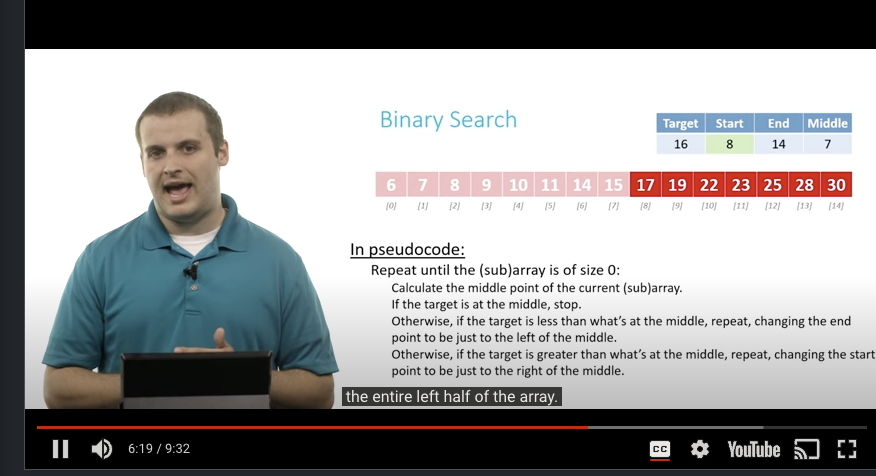 Binary Search
Target Start End Middle
16 8 14 7
6 7 8 9 10 11 14 15 17 19 22 23 25 28 30
[0] [1] [2] [3] [4] [5] [6] [7] [8] [9] [10] [11] [12] [13] [14]
In pseudocode:
Repeat until the (sub)array is of size 0:
Calculate the middle point of the current (sub)array.
If the target is at the middle, stop.
Otherwise, if the target is less than what's at the middle, repeat, changing the end
point to be just to the left of the middle.
Otherwise, if the target is greater than what's at the middle, repeat, changing the start
point to be just to the right of the middle.
the entire left half of the array.
6:19 / 9:32
CC
YouTube